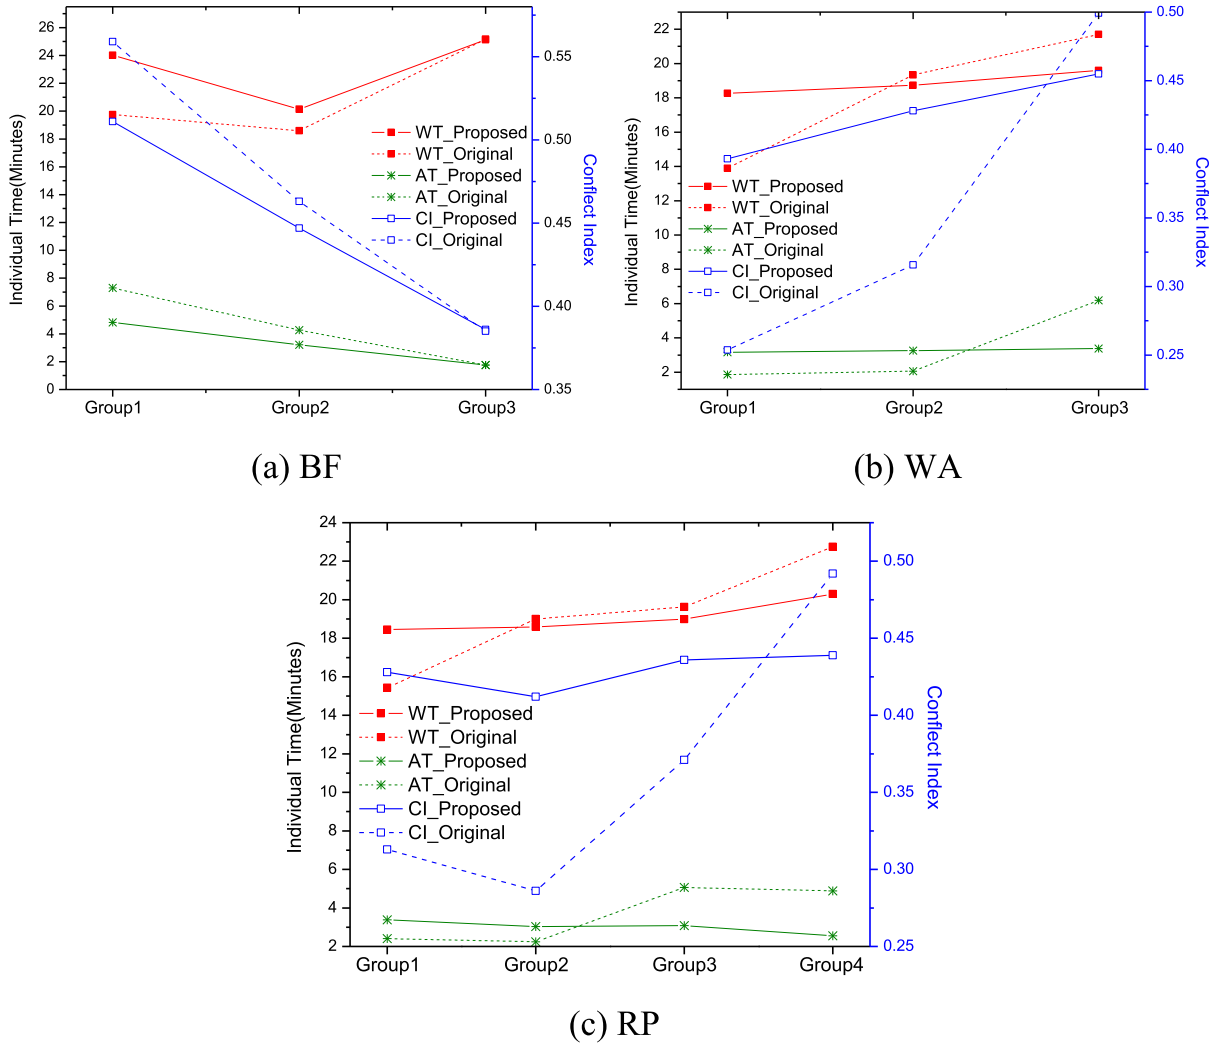 26
24
22
20
18
16
14
12
10
8
6
4
2
0
Individual Time(Minutes)
0.55
0.50
0.45
0.40
0.35
Conflect Index
WT_Proposed
WT_Original
AT_Proposed
AT_Original
CI_Proposed
CI_Original
Group1 Group2 Group3
(a) BF
22
20
18
16
14
12
10
8
6
4
2
Individual Time(Minutes)
0.50
0.45
0.40
0.35
0.30
0.25
Conflect Index
WT_Proposed
WT_Original
AT_Proposed
AT_Original
CI_Proposed
CI_Original
Group1 Group2 Group3
(b) WA
24
22
20
18
16
14
12
10
8
6
4
2
Individual Time(Minutes)
0.50
0.45
0.40
0.35
0.30
0.25
Conflect Index
WT_Proposed
WT_Original
AT_Proposed
AT_Original
CI_Proposed
CI_Original
Group1 Group2 Group3 Group4
(c) RP